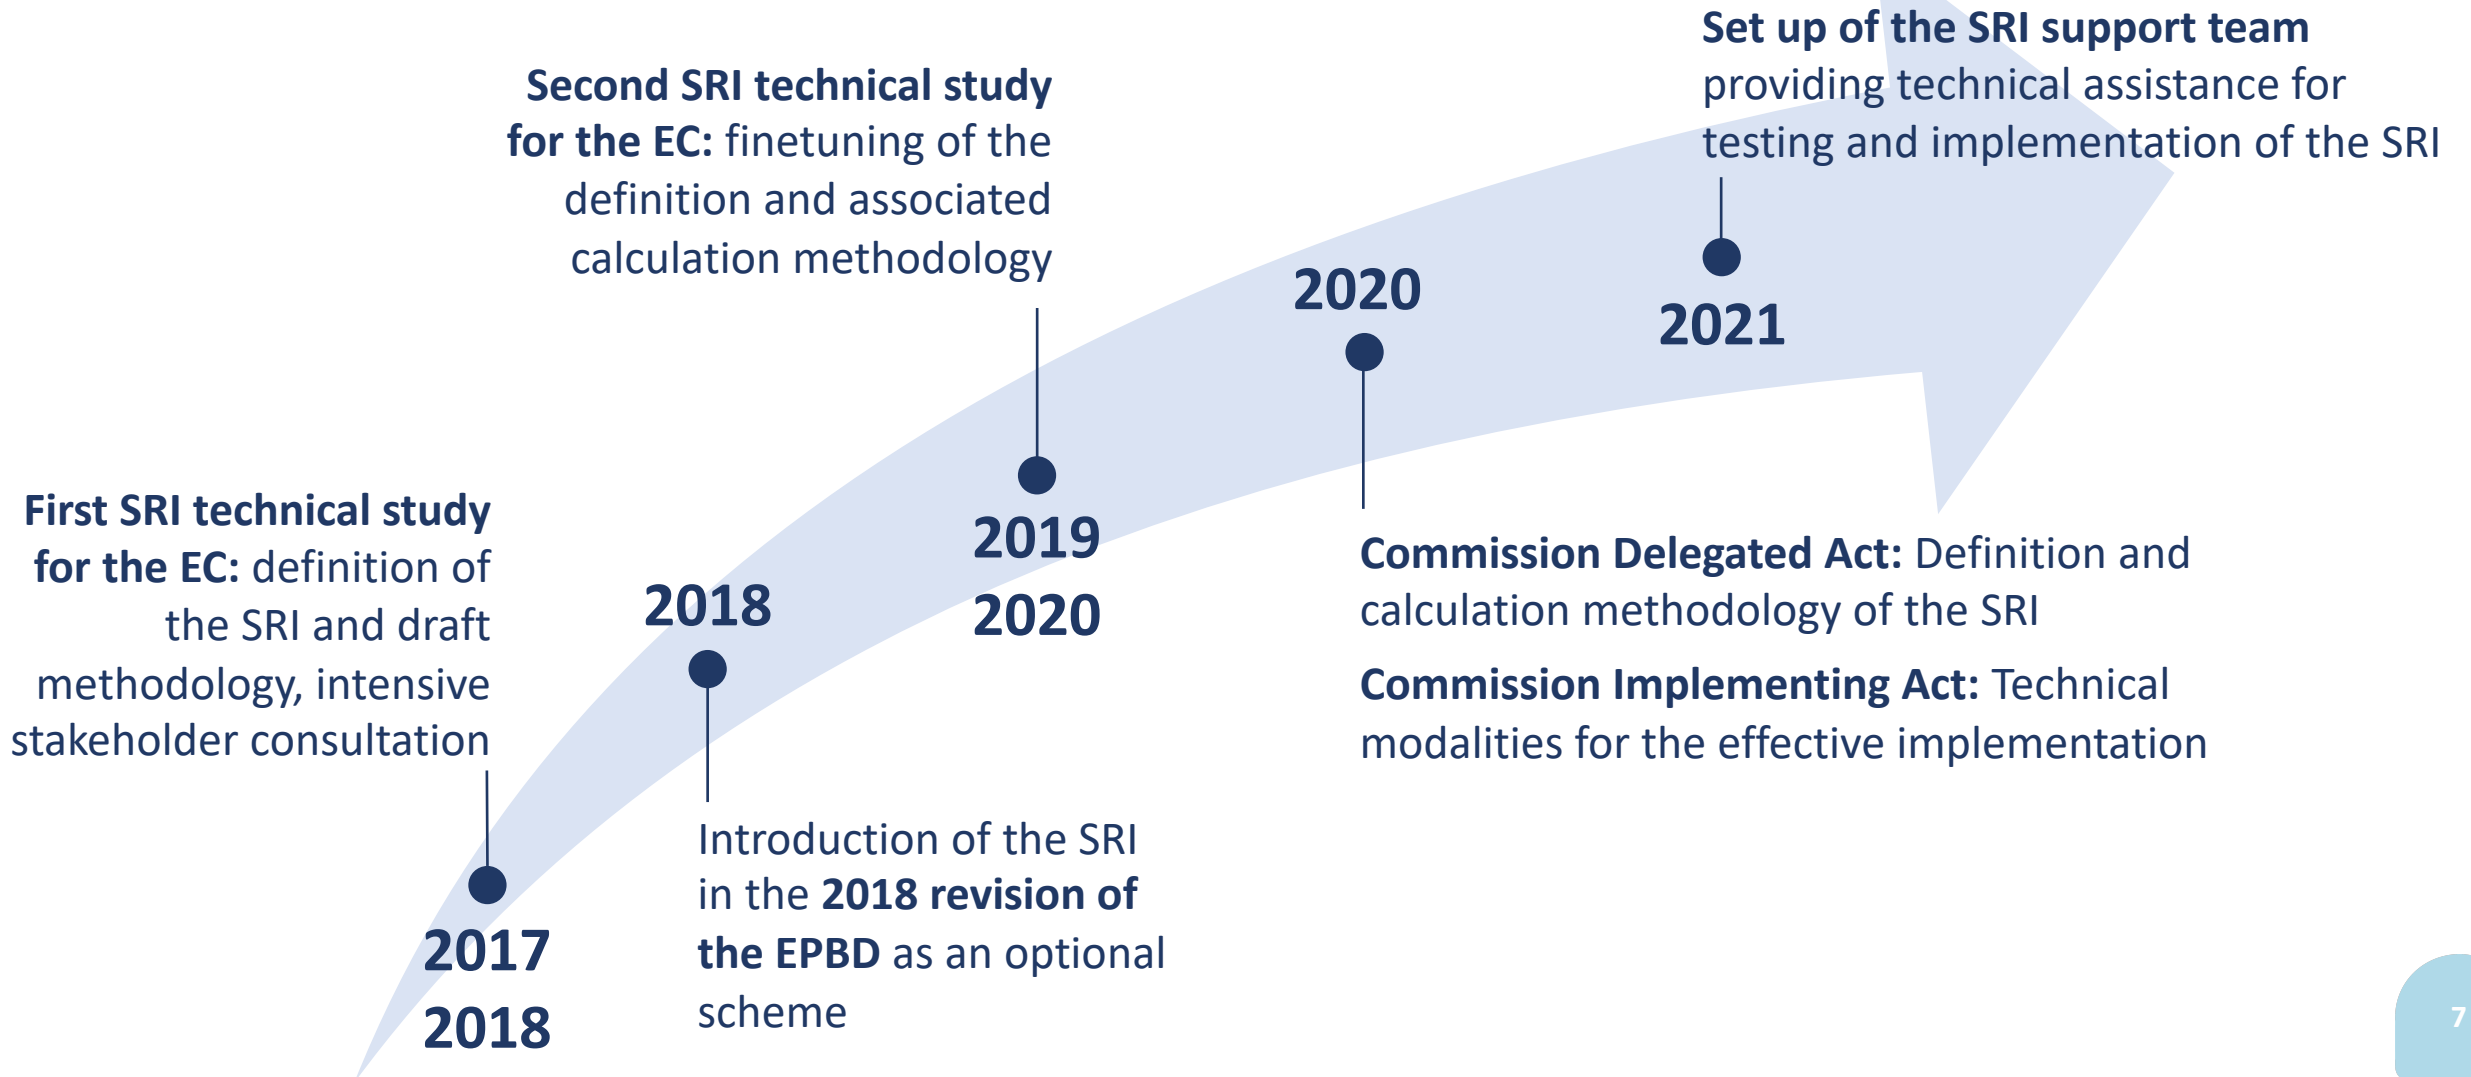 First SRI technical study
for the EC: definition of
the SRI and draft
methodology, intensive
stakeholder consultation
2017
2018
2018
Introduction of the SRI
in the 2018 revision of
the EPBD as an optional
scheme
Second SRI technical study
for the EC: finetuning of the
definition and associated
calculation methodology
2019
2020
2020
Commission Delegated Act: Definition and
calculation methodology of the SRI
Commission Implementing Act: Technical
modalities for the effective implementation
Set up of the SRI support team
providing technical assistance for
testing and implementation of the SRI
2021
7